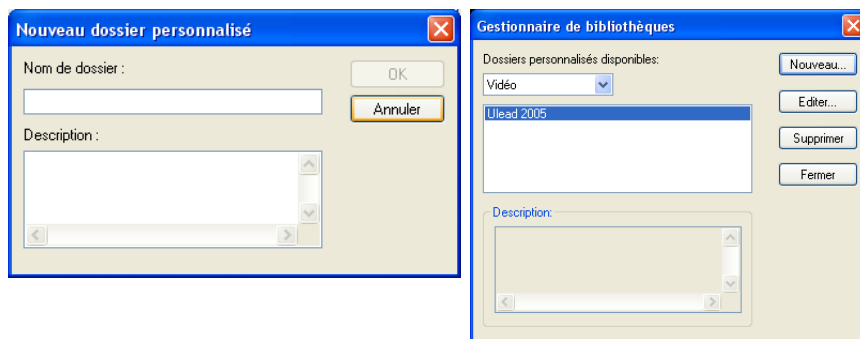 Nouveau dossier personnalisé
Nom de dossier :
OK
Annuler
Description :
Gestionnaire de bibliothèques
Dossiers personnalisés disponibles:
Nouveau...
Vidéo
Editer...
Ulead 2005
Supprimer
Fermer
Description: